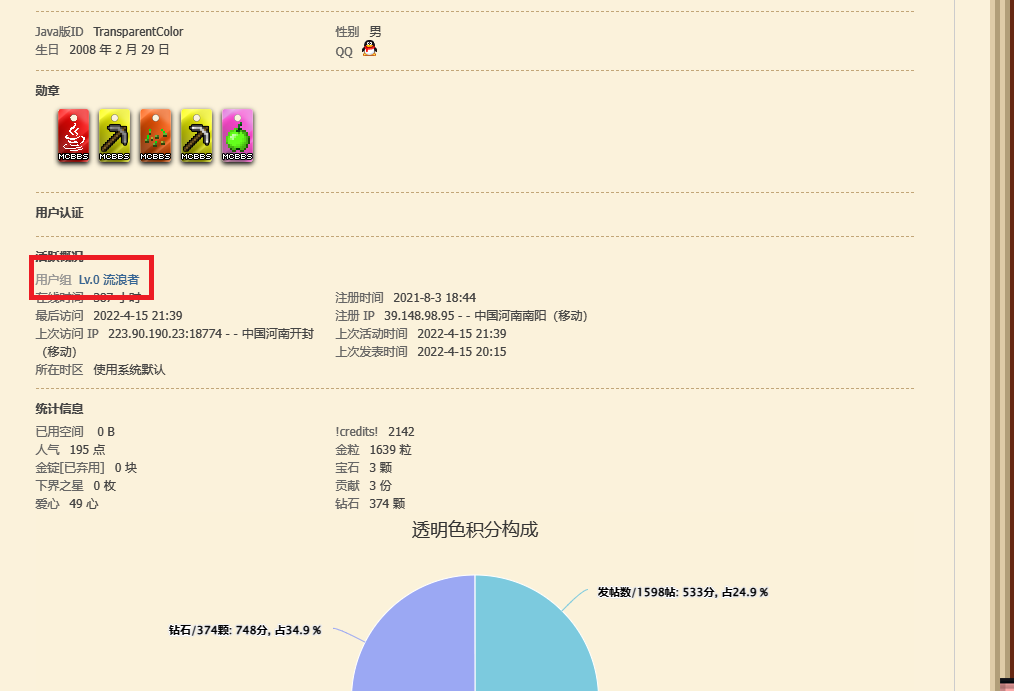 Java版ID TransparentColor 性别 男
生日 2008 年 2 月 29 日 QQ
勋章
MCBBS MCBBS MCBBS MCBBS MCBBS
用户认证
活跃概况
用户组 Lv.0 流浪者
在线时间 387 小时 注册时间 2021-8-3 18:44
最后访问 2022-4-15 21:39 注册 IP 39.148.98.95 - - 中国河南南阳（移动）
上次访问 IP 223.90.190.23:18774 - - 中国河南开封 上次活动时间 2022-4-15 21:39
（移动） 上次发表时间 2022-4-15 20:15
所在时区 使用系统默认
统计信息
已用空间 0 B !credits! 2142
人气 195 点 金粒 1639 粒
金锭[已弃用] 0 块 宝石 3 颗
下界之星 0 枚 贡献 3 份
爱心 49 心 钻石 374 颗
透明色积分构成
发帖数/1598帖: 533分, 占24.9 %
钻石/374颗: 748分, 占34.9 %